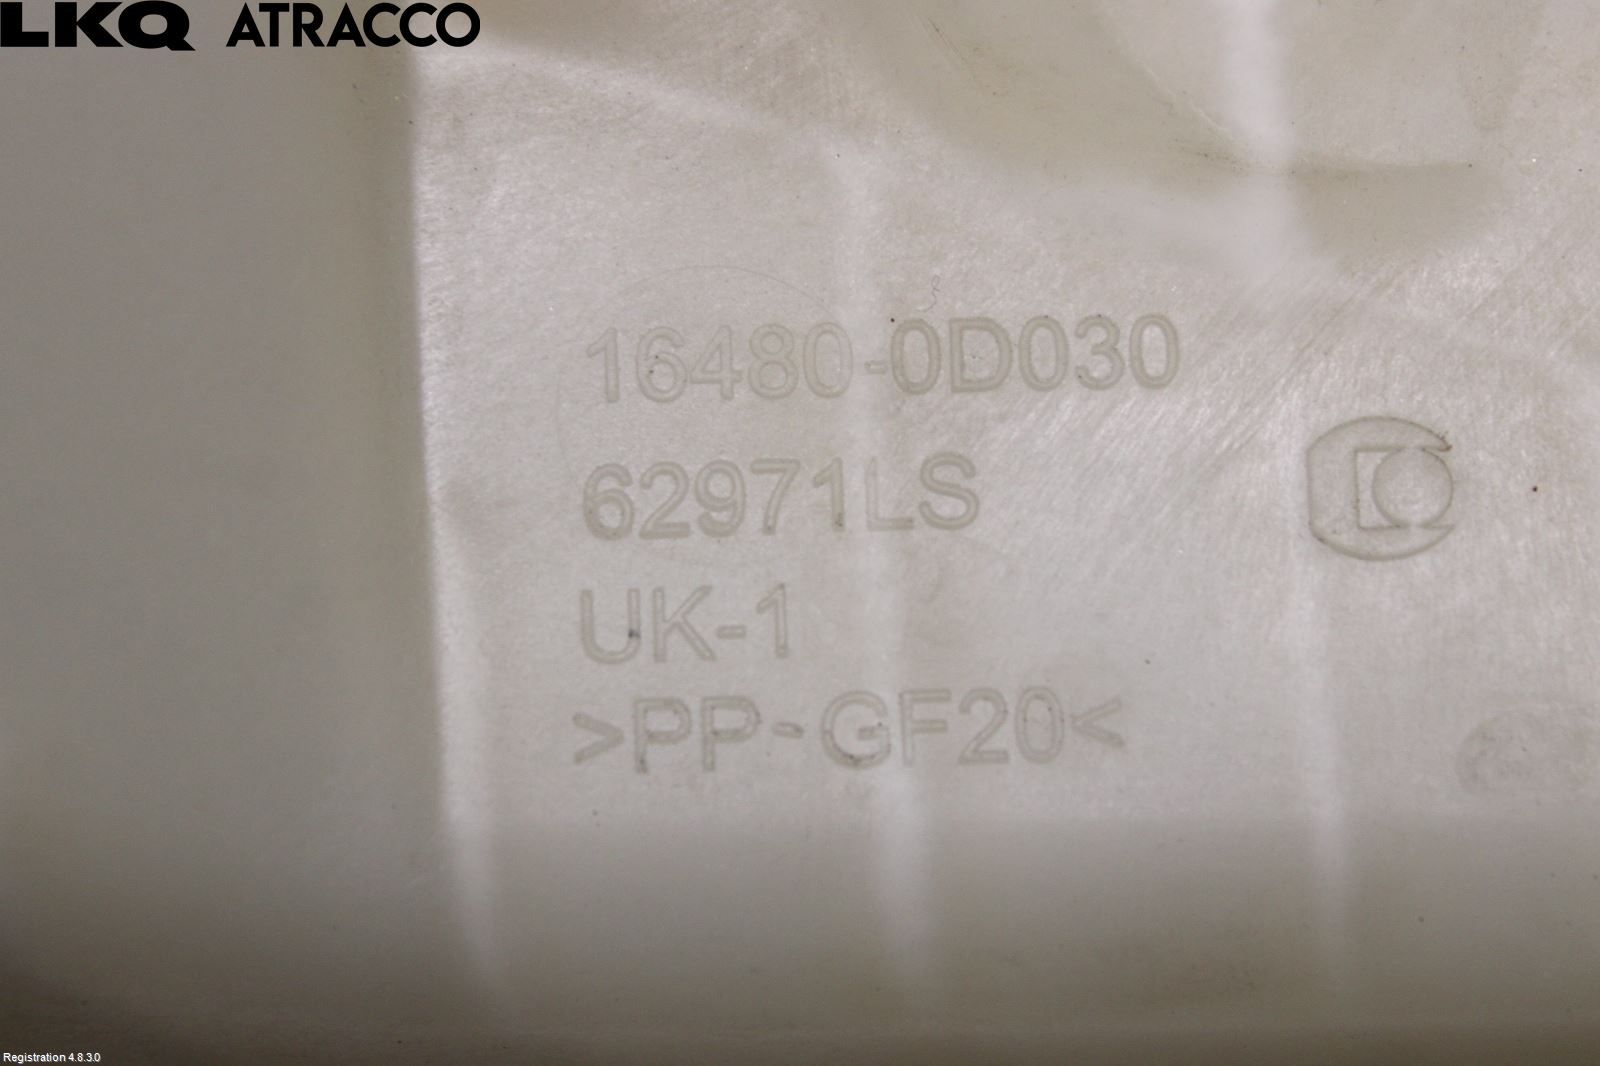 LKQ ATRACCO
16480-0D030
62971LS
UK-1
>PP-GF20<
Registration 4.8.3.0